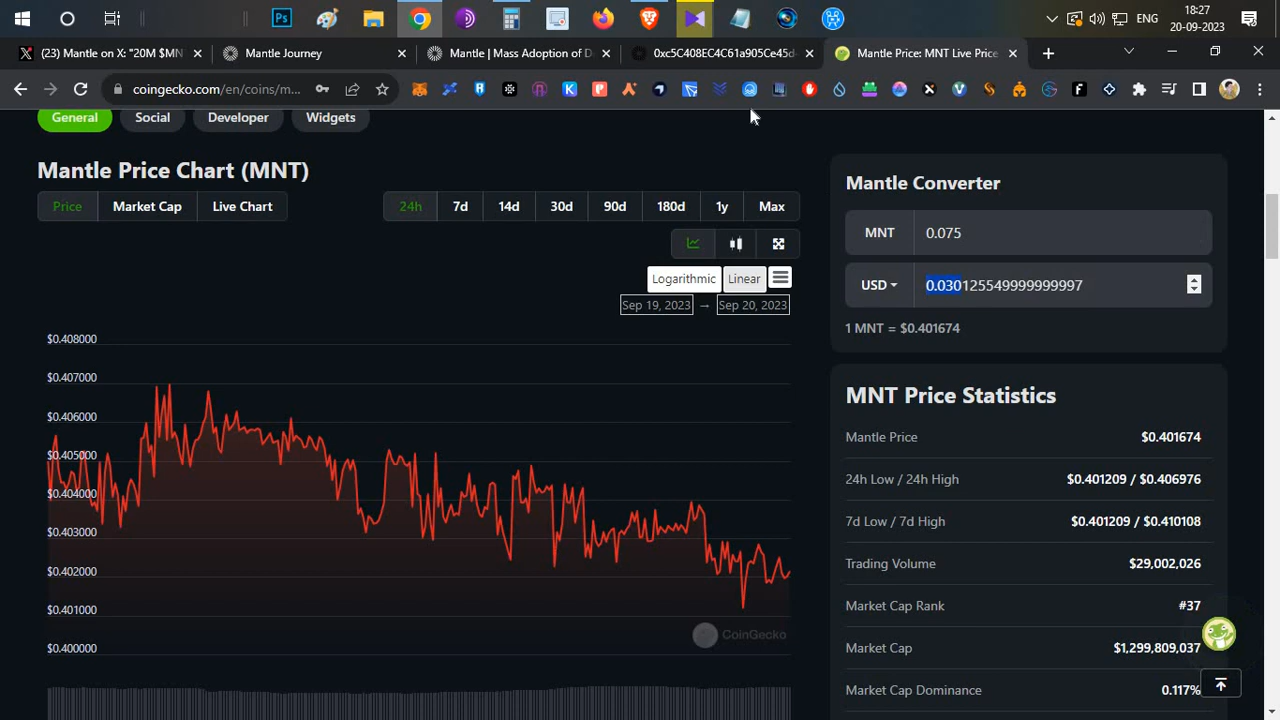 Ps
18:27
ENG
20-09-2023
(23) Mantle on X: "20M $MN
Mantle Journey
Mantle | Mass Adoption of D
0xc5C408EC4C61a905Ce45d
Mantle Price: MNT Live Price
coingecko.com/en/coins/m...
General
Social
Developer
Widgets
Mantle Price Chart (MNT)
Price
Market Cap
Live Chart
24h
7d
14d
30d
90d
180d
1y
Max
Logarithmic
Linear
Sep 19, 2023 → Sep 20, 2023
$0.408000
$0.407000
$0.406000
$0.405000
$0.404000
$0.403000
$0.402000
$0.401000
$0.400000
CoinGecko
Mantle Converter
MNT
0.075
USD
0.030125549999999997
1 MNT = $0.401674
MNT Price Statistics
Mantle Price
$0.401674
24h Low / 24h High
$0.401209 / $0.406976
7d Low / 7d High
$0.401209 / $0.410108
Trading Volume
$29,002,026
Market Cap Rank
#37
Market Cap
$1,299,809,037
Market Cap Dominance
0.117%